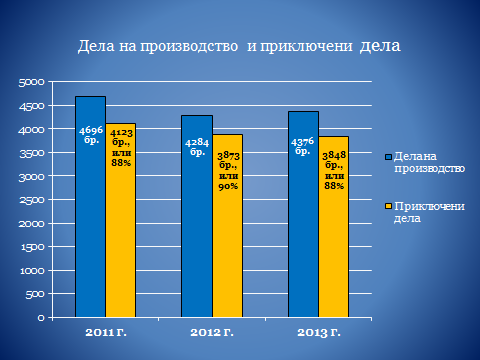 Дела на производство и приключени дела
5000
4500
4000
3500
3000
2500
2000
1500
1000
500
0
4696
бр.
4123
бр.,
или
88%
4284
бр.
3873
бр.,
или
90%
4376
бр.
3848
бр.,
или
88%
2011 г.
2012 г.
2013 г.
Дела на
производство
Приключени
дела